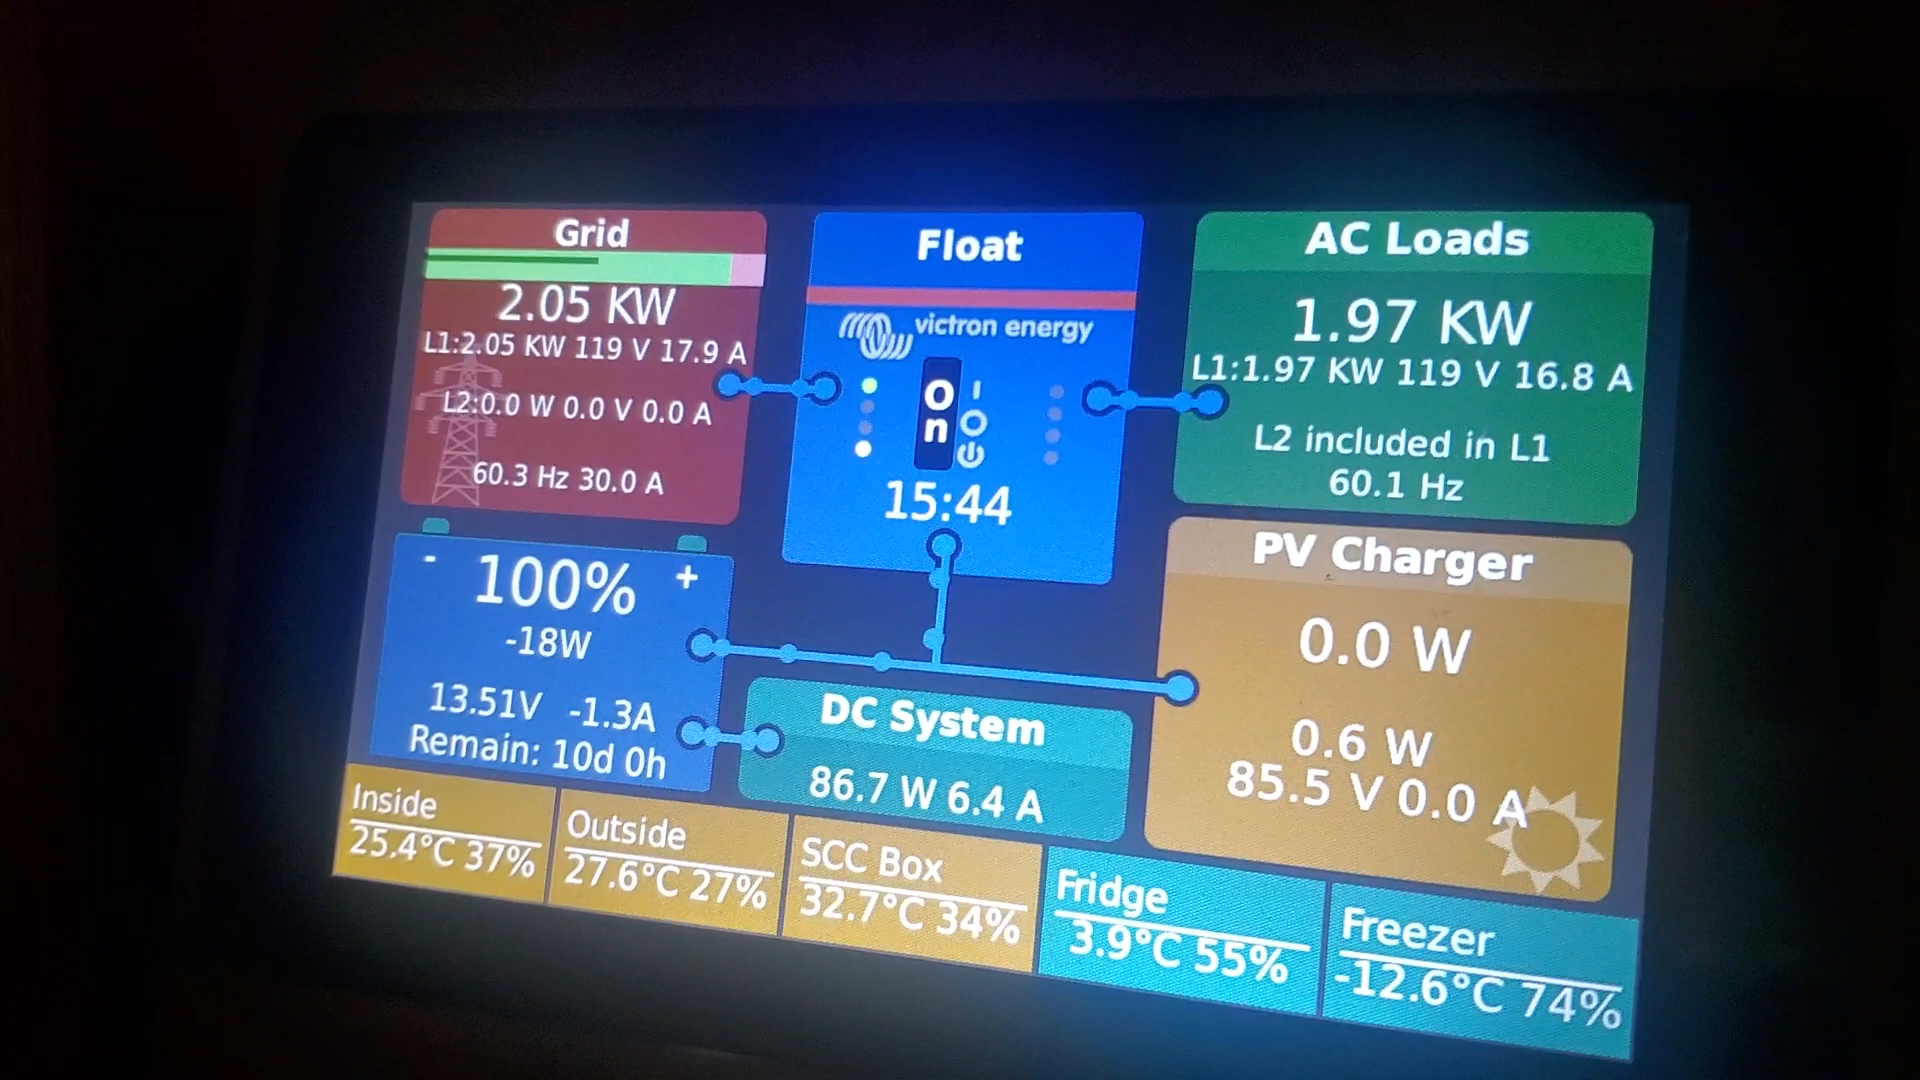 Grid
2.05 KW
L1:2.05 KW 119 V 17.9 A
L2:0.0 W 0.0 V 0.0 A
60.3 Hz 30.0 A
Float
victron energy
On
15:44
AC Loads
1.97 KW
L1:1.97 KW 119 V 16.8 A
L2 included in L1
60.1 Hz
- 100% +
-18W
13.51V -1.3A
Remain: 10d 0h
DC System
86.7 W 6.4 A
PV Charger
0.0 W
0.6 W
85.5 V 0.0 A
Inside
25.4°C 37%
Outside
27.6°C 27%
SCC Box
32.7°C 34%
Fridge
3.9°C 55%
Freezer
-12.6°C 74%